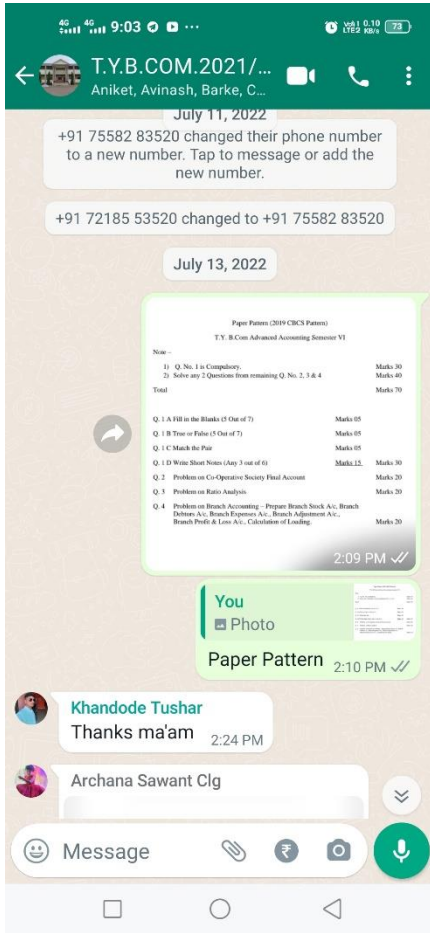 4G 4G 9:03 ... VoI 1 0.10 73
LTE2 KB/s
T.Y.B.COM.2021/...
Aniket, Avinash, Barke, C...
July 11, 2022
+91 75582 83520 changed their phone number
to a new number. Tap to message or add the
new number.
+91 72185 53520 changed to +91 75582 83520
July 13, 2022
Paper Pattern (2019 CBCS Pattern)
T.Y. B.Com Advanced Accounting Semester VI
Note –
1) Q. No. 1 is Compulsory. Marks 30
2) Solve any 2 Questions from remaining Q. No. 2, 3 & 4 Marks 40
Total Marks 70
Q. 1 A Fill in the Blanks (5 Out of 7) Marks 05
Q. 1 B True or False (5 Out of 7) Marks 05
Q. 1 C Match the Pair Marks 05
Q. 1 D Write Short Notes (Any 3 out of 6) Marks 15 Marks 30
Q. 2 Problem on Co-Operative Society Final Account Marks 20
Q. 3 Problem on Ratio Analysis Marks 20
Q. 4 Problem on Branch Accounting – Prepare Branch Stock A/c, Branch
Debtors A/c, Branch Expenses A/c., Branch Adjustment A/c.,
Branch Profit & Loss A/c., Calculation of Loading. Marks 20
2:09 PM
You
Photo
Paper Pattern 2:10 PM
Khandode Tushar
Thanks ma'am 2:24 PM
Archana Sawant Clg
Message
₹